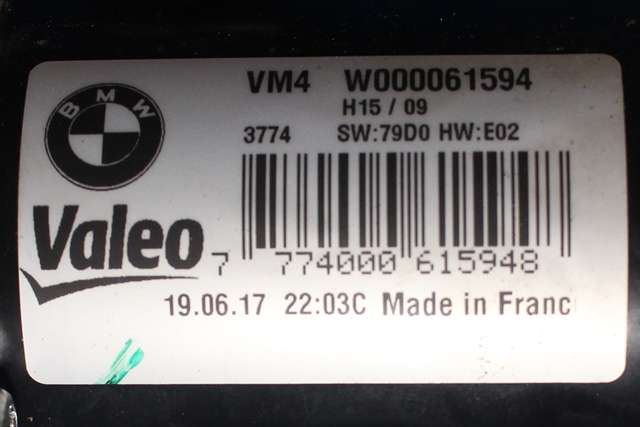 BMW
VM4 W000061594
H15 / 09
3774 SW:79D0 HW:E02
Valeo
7 774000 615948
19.06.17 22:03C Made in Franc